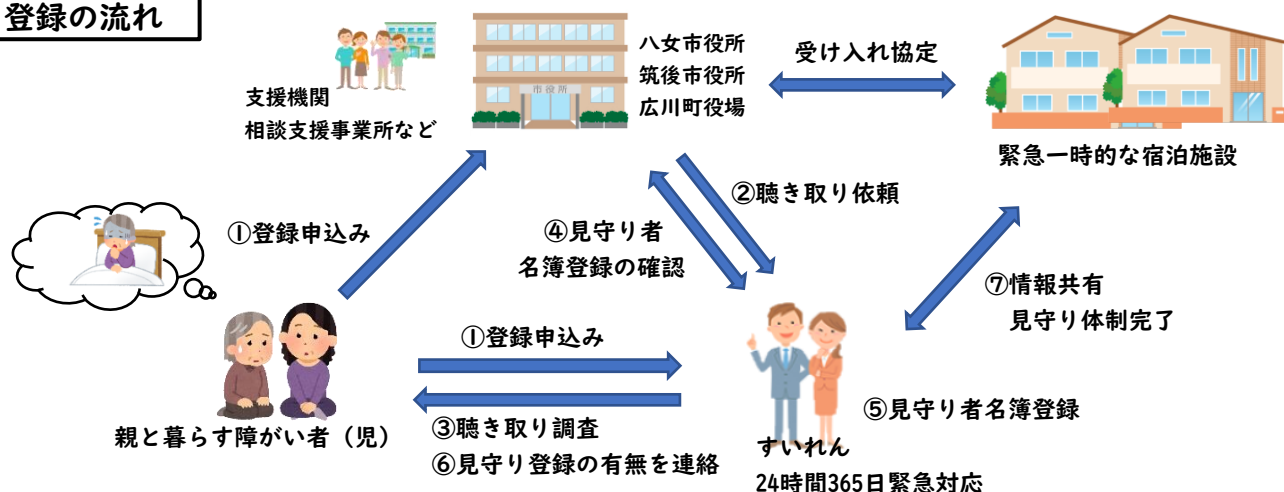 登録の流れ
支援機関
相談支援事業所など
市役所
八女市役所
筑後市役所
広川町役場
受け入れ協定
緊急一時的な宿泊施設
①登録申込み
②聴き取り依頼
④見守り者
名簿登録の確認
⑦情報共有
見守り体制完了
①登録申込み
③聴き取り調査
⑥見守り登録の有無を連絡
親と暮らす障がい者（児）
⑤見守り者名簿登録
すいれん
24時間365日緊急対応